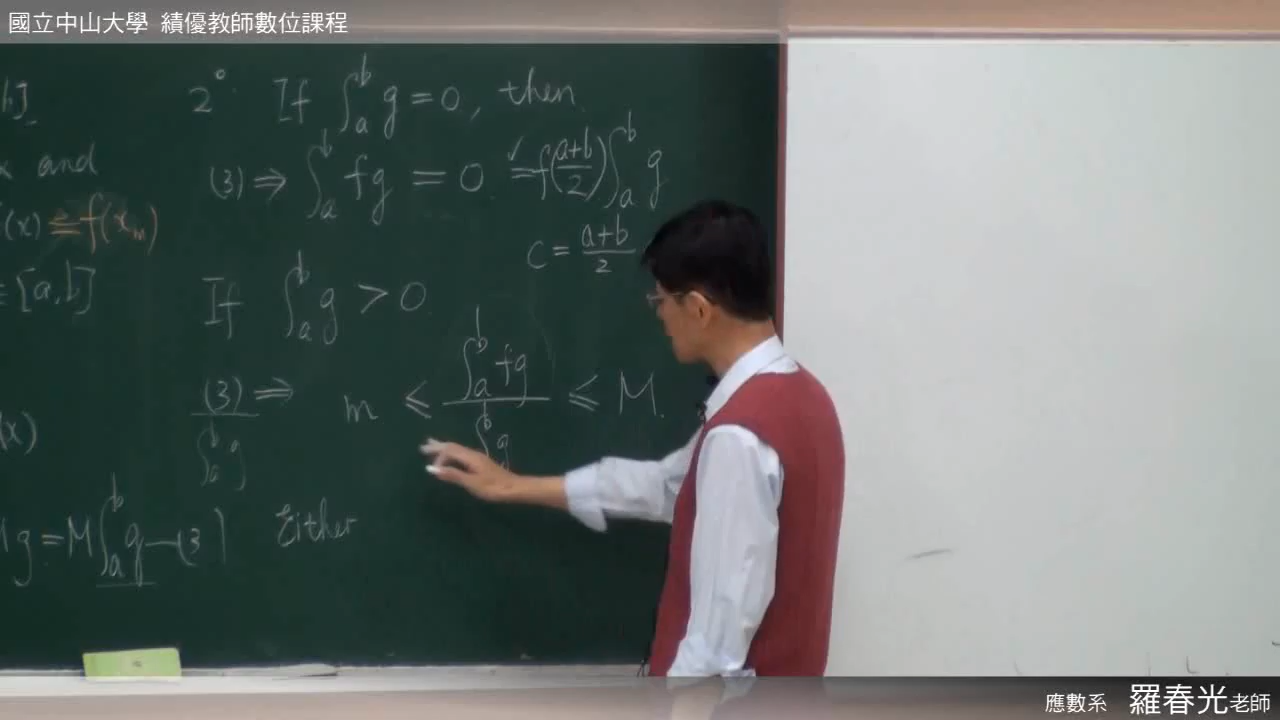 國立中山大學 績優教師數位課程
b]
x and
(x) ≥ f(x_m)
∈ [a,b]
(x)
g = M∫_a^b g —(3)
2° If ∫_a^b g = 0, then
(3) ⇒ ∫_a^b fg = 0 ✓= f(a+b/2) ∫_a^b g
c = a+b/2
If ∫_a^b g > 0
(3)/∫_a^b g ⇒ m ≤ ∫_a^b fg / ∫_a^b g ≤ M.
Either
應數系 羅春光老師